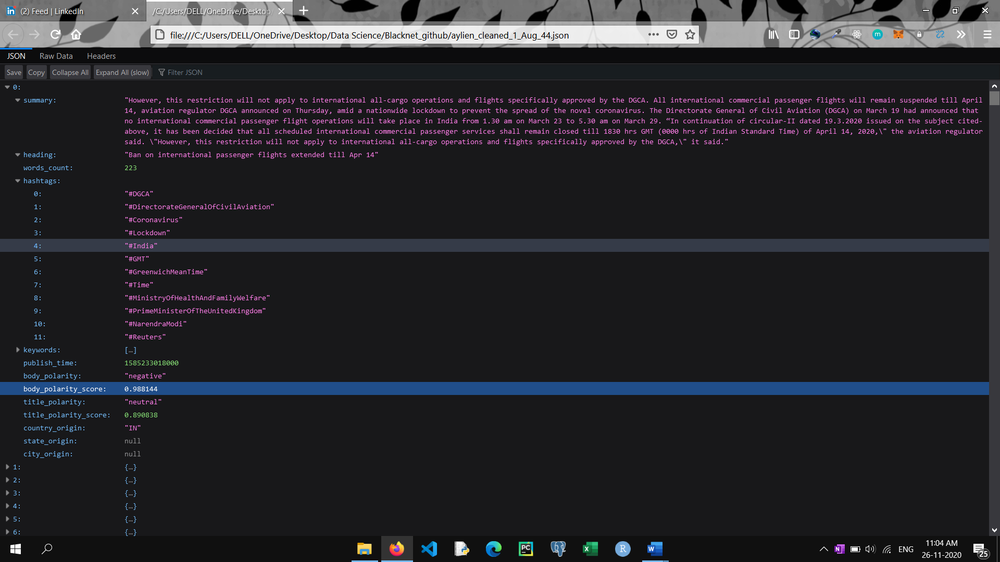 (2) Feed | LinkedIn
/C:/Users/DELL/OneDrive/Desktop
file:///C:/Users/DELL/OneDrive/Desktop/Data Science/Blacknet_github/aylien_cleaned_1_Aug_44.json
JSON Raw Data Headers
Save Copy Collapse All Expand All (slow) Filter JSON
0:
summary: "However, this restriction will not apply to international all-cargo operations and flights specifically approved by the DGCA. All international commercial passenger flights will remain suspended till April
14, aviation regulator DGCA announced on Thursday, amid a nationwide lockdown to prevent the spread of the novel coronavirus. The Directorate General of Civil Aviation (DGCA) on March 19 had announced that
no international commercial passenger flight operations will take place in India from 1.30 am on March 23 to 5.30 am on March 29. “In continuation of circular-II dated 19.3.2020 issued on the subject cited-
above, it has been decided that all scheduled international commercial passenger services shall remain closed till 1830 hrs GMT (0000 hrs of Indian Standard Time) of April 14, 2020,\" the aviation regulator
said. \"However, this restriction will not apply to international all-cargo operations and flights specifically approved by the DGCA,\" it said."
heading: "Ban on international passenger flights extended till Apr 14"
words_count: 223
hashtags:
0: "#DGCA"
1: "#DirectorateGeneralOfCivilAviation"
2: "#Coronavirus"
3: "#Lockdown"
4: "#India"
5: "#GMT"
6: "#GreenwichMeanTime"
7: "#Time"
8: "#MinistryOfHealthAndFamilyWelfare"
9: "#PrimeMinisterOfTheUnitedKingdom"
10: "#NarendraModi"
11: "#Reuters"
keywords: […]
publish_time: 1585233018000
body_polarity: "negative"
body_polarity_score: 0.988144
title_polarity: "neutral"
title_polarity_score: 0.890838
country_origin: "IN"
state_origin: null
city_origin: null
1: {…}
2: {…}
3: {…}
4: {…}
5: {…}
6: {…}
ENG
11:04 AM
26-11-2020
25